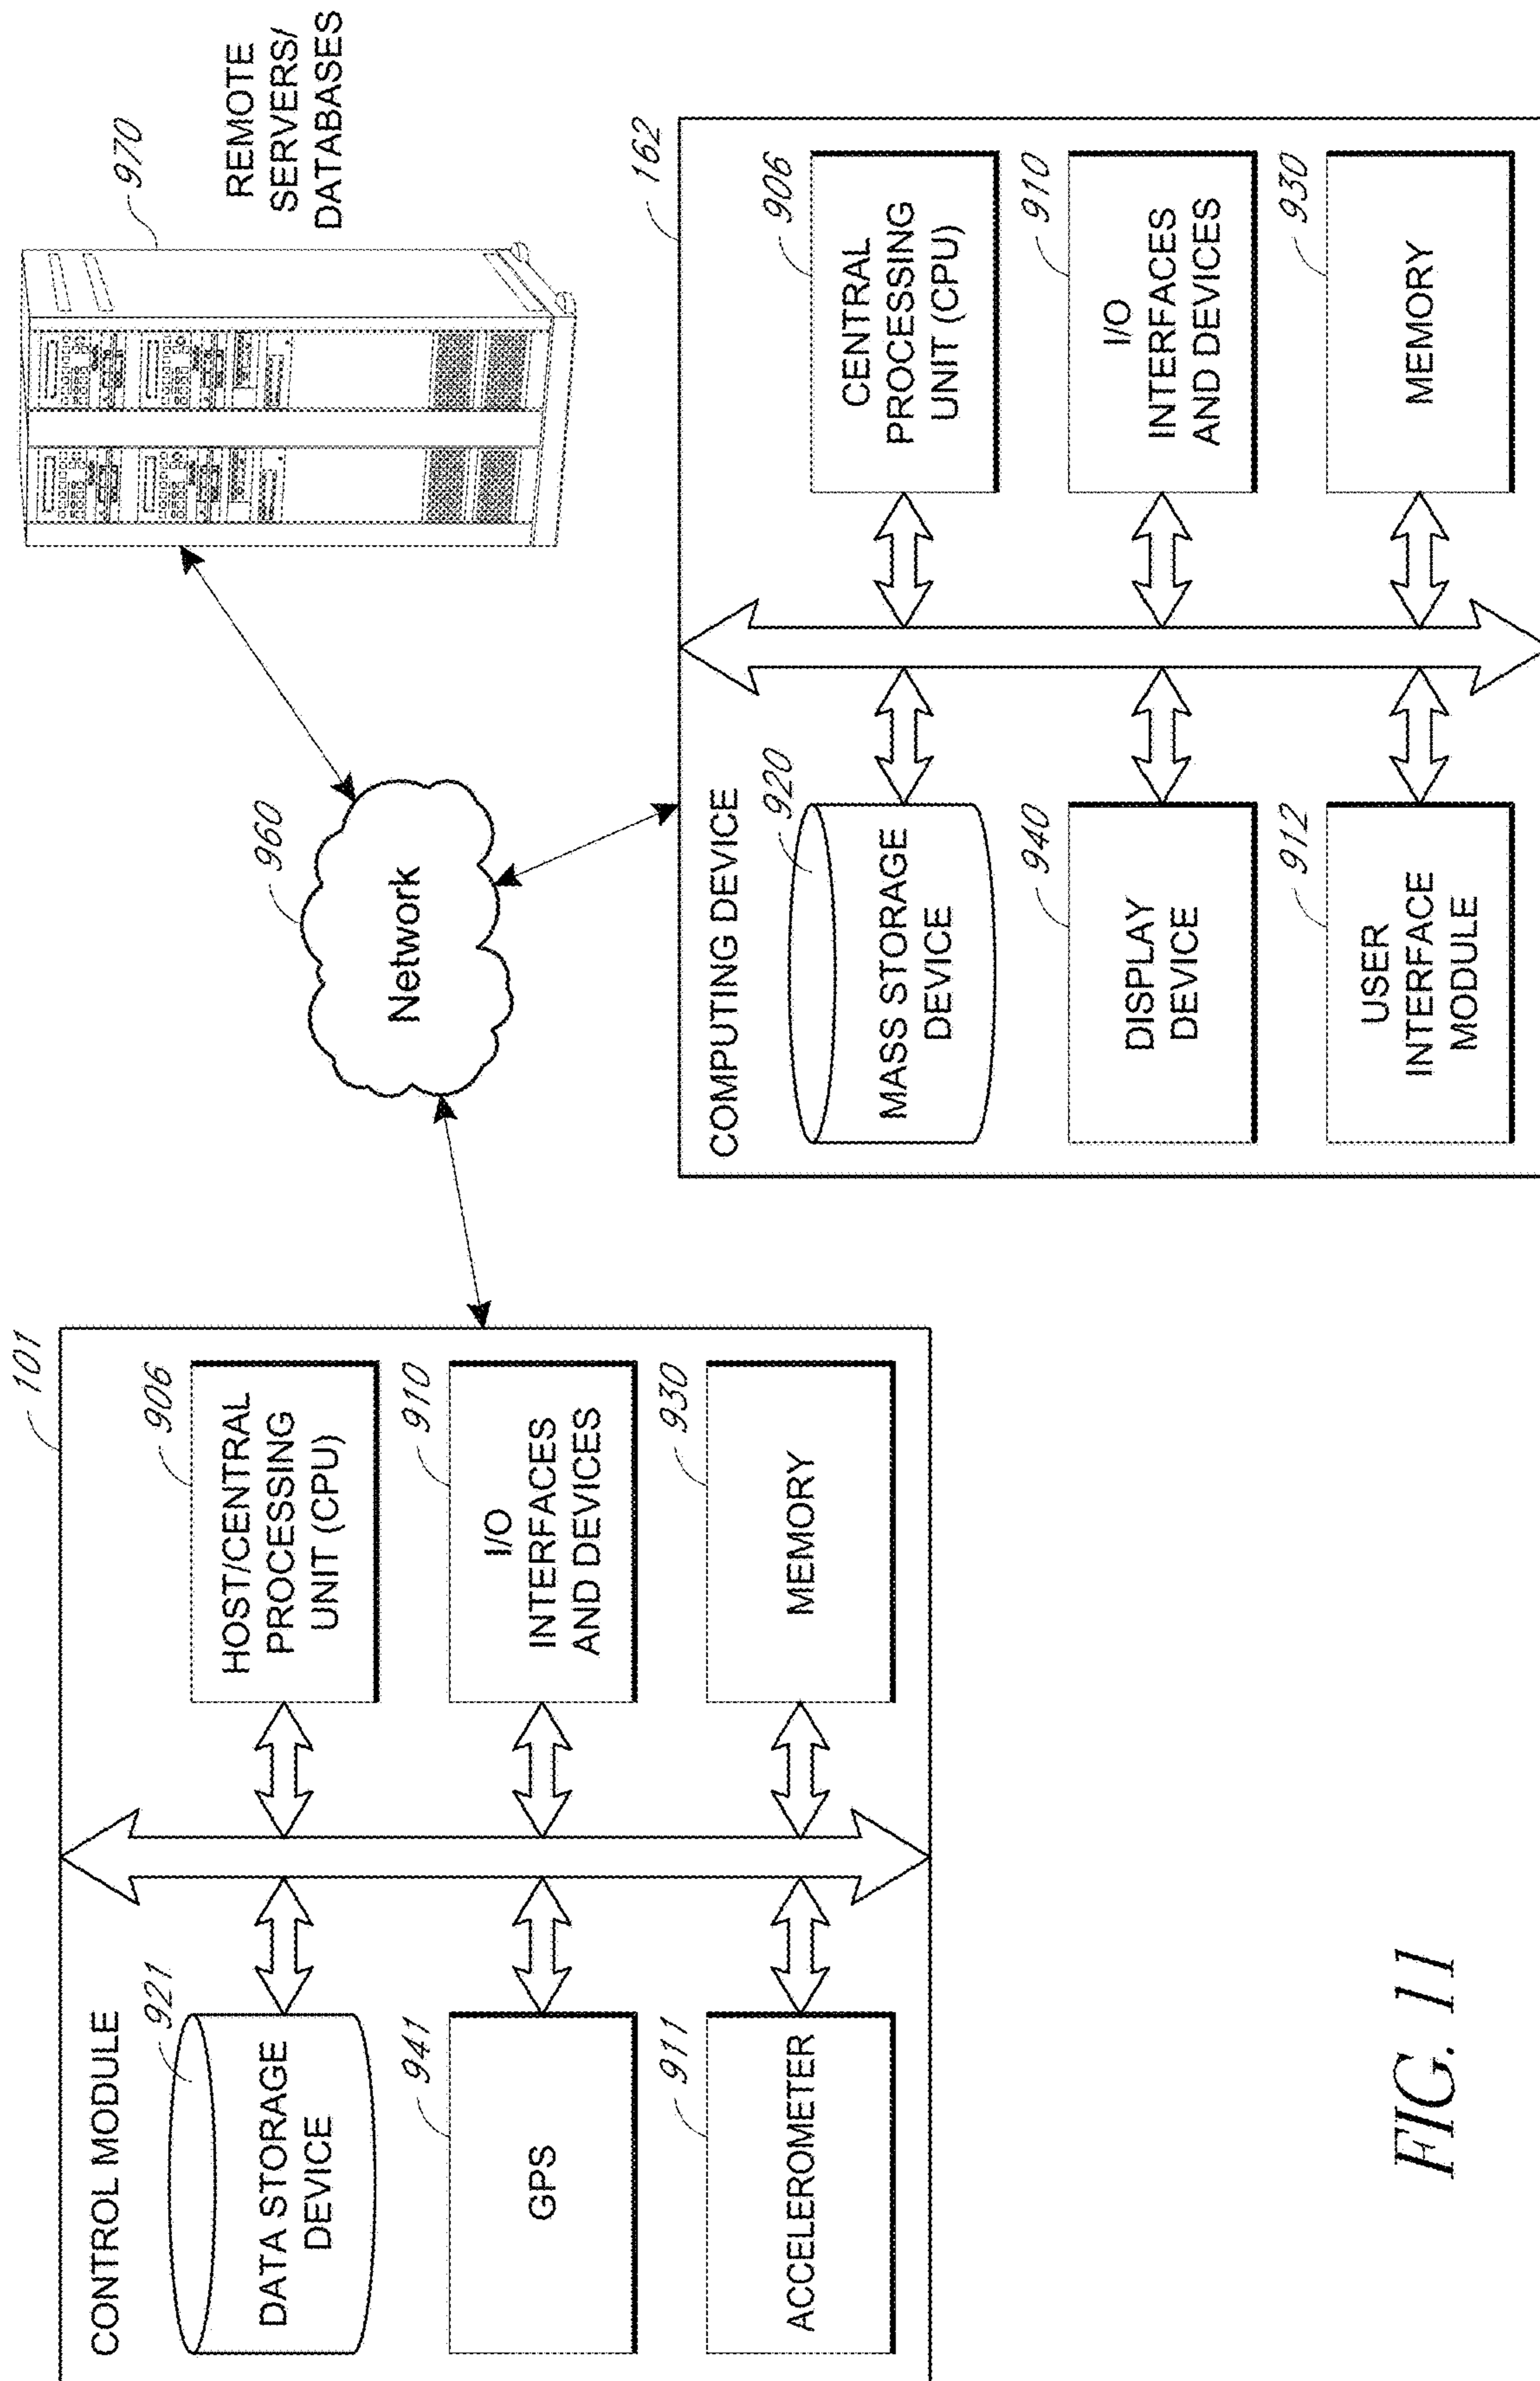 CONTROL MODULE
101
921
DATA STORAGE
DEVICE
906
HOST/CENTRAL
PROCESSING
UNIT (CPU)
941
GPS
910
I/O
INTERFACES
AND DEVICES
911
ACCELEROMETER
930
MEMORY
960
Network
970
REMOTE
SERVERS/
DATABASES
COMPUTING DEVICE
162
920
MASS STORAGE
DEVICE
906
CENTRAL
PROCESSING
UNIT (CPU)
940
DISPLAY
DEVICE
910
I/O
INTERFACES
AND DEVICES
912
USER
INTERFACE
MODULE
930
MEMORY
FIG. 11